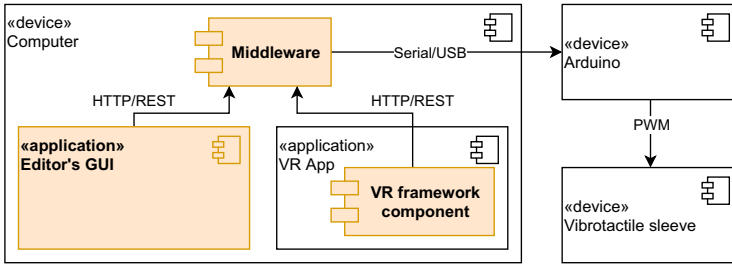 «device»
Computer
Middleware
Serial/USB
«device»
Arduino
HTTP/REST
HTTP/REST
PWM
«application»
Editor's GUI
«application»
VR App
VR framework
component
«device»
Vibrotactile sleeve